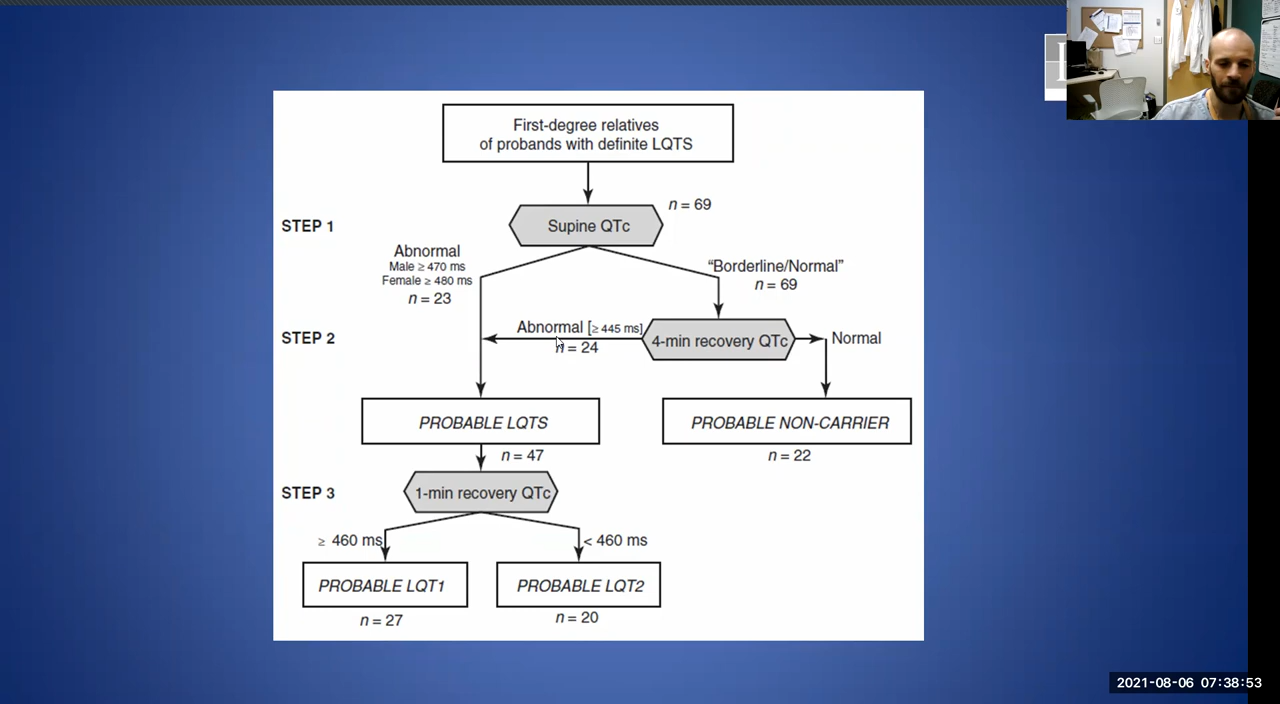 First-degree relatives
of probands with definite LQTS
n = 69
STEP 1
Supine QTc
Abnormal
Male ≥ 470 ms
Female ≥ 480 ms
n = 23
“Borderline/Normal”
n = 69
STEP 2
Abnormal [≥ 445 ms]
n = 24
4-min recovery QTc
Normal
PROBABLE LQTS
n = 47
PROBABLE NON-CARRIER
n = 22
STEP 3
1-min recovery QTc
≥ 460 ms
< 460 ms
PROBABLE LQT1
n = 27
PROBABLE LQT2
n = 20
2021-08-06 07:38:53